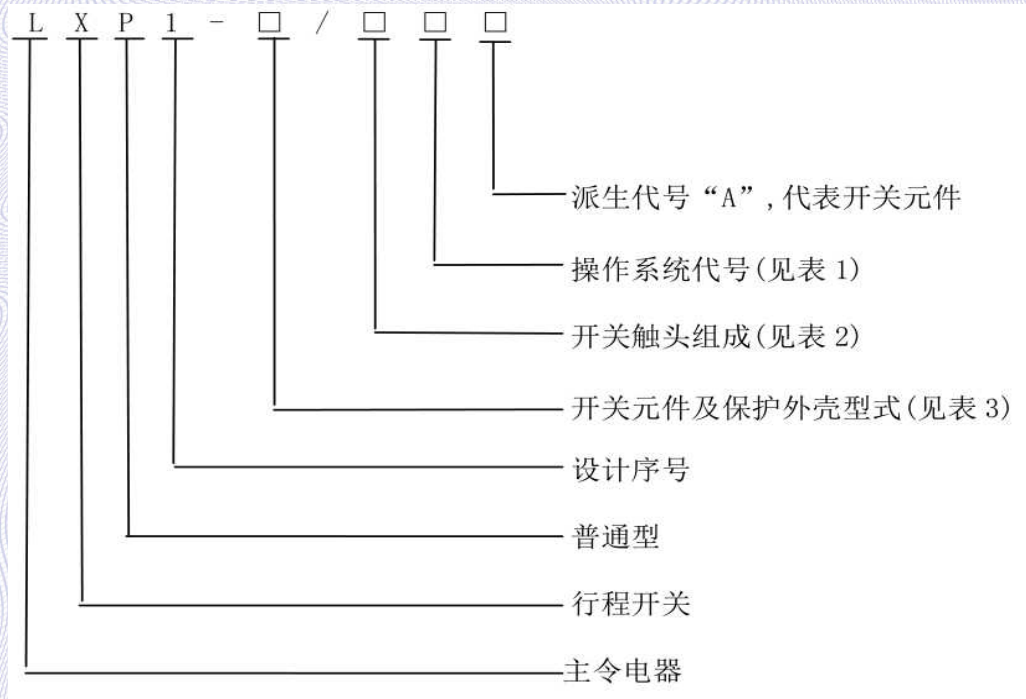 L X P 1 - □ / □ □ □
派生代号“A”,代表开关元件
操作系统代号(见表 1)
开关触头组成(见表 2)
开关元件及保护外壳型式(见表 3)
设计序号
普通型
行程开关
主令电器